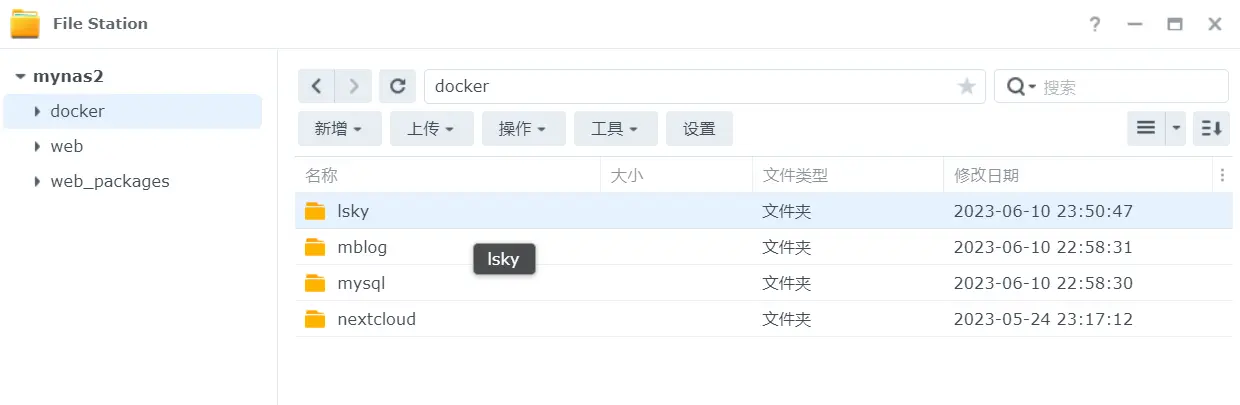 File Station
mynas2
docker
web
web_packages
docker
搜索
新增 上传 操作 工具 设置
名称 大小 文件类型 修改日期
lsky 文件夹 2023-06-10 23:50:47
mblog 文件夹 2023-06-10 22:58:31
lsky
mysql 文件夹 2023-06-10 22:58:30
nextcloud 文件夹 2023-05-24 23:17:12